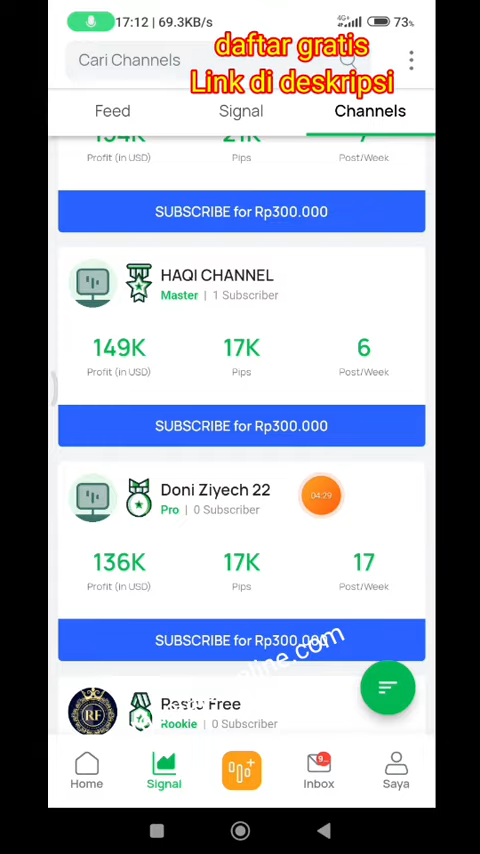 17:12 | 69.3KB/s
4G+
73%
daftar gratis
Link di deskripsi
Cari Channels
Feed
Signal
Channels
Profit (in USD)
Pips
Post/Week
SUBSCRIBE for Rp300.000
HAQI CHANNEL
Master | 1 Subscriber
149K
17K
6
Profit (in USD)
Pips
Post/Week
SUBSCRIBE for Rp300.000
Doni Ziyech 22
Pro | 0 Subscriber
04:29
136K
17K
17
Profit (in USD)
Pips
Post/Week
SUBSCRIBE for Rp300.000
RF
Free
Rookie | 0 Subscriber
Home
Signal
Inbox
Saya